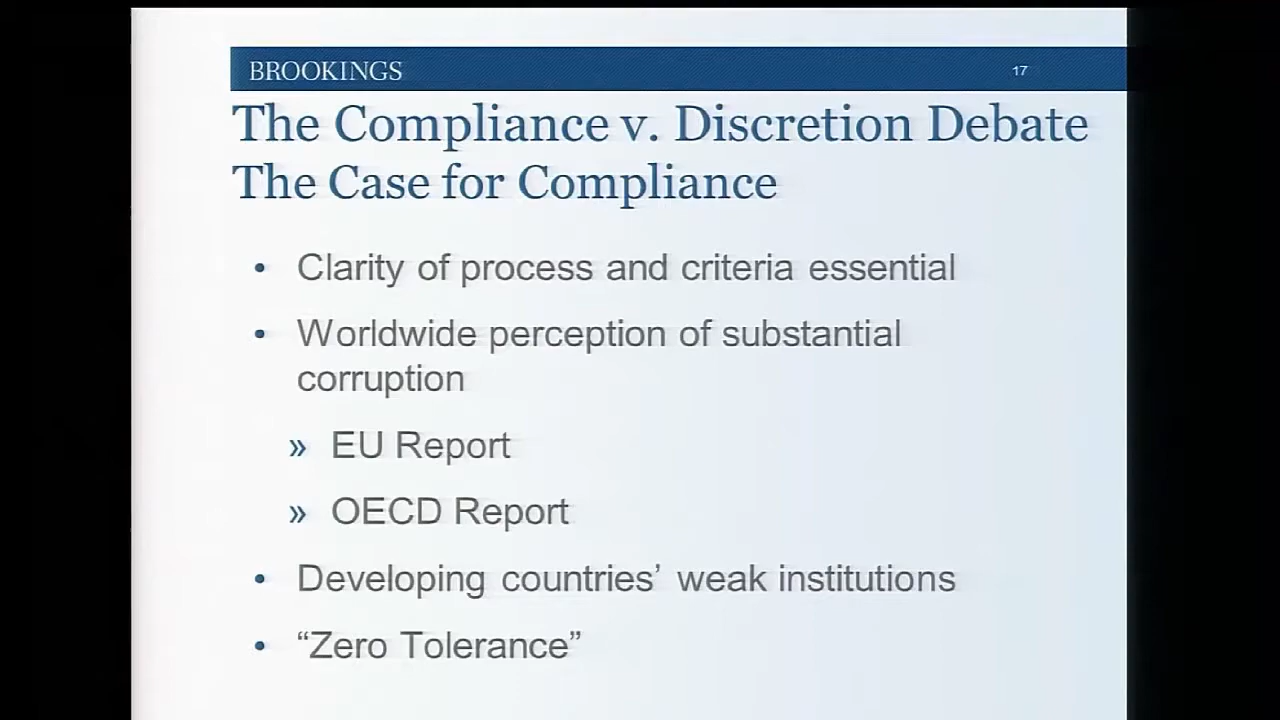 BROOKINGS
17
The Compliance v. Discretion Debate
The Case for Compliance
• Clarity of process and criteria essential
• Worldwide perception of substantial
corruption
» EU Report
» OECD Report
• Developing countries’ weak institutions
• “Zero Tolerance”